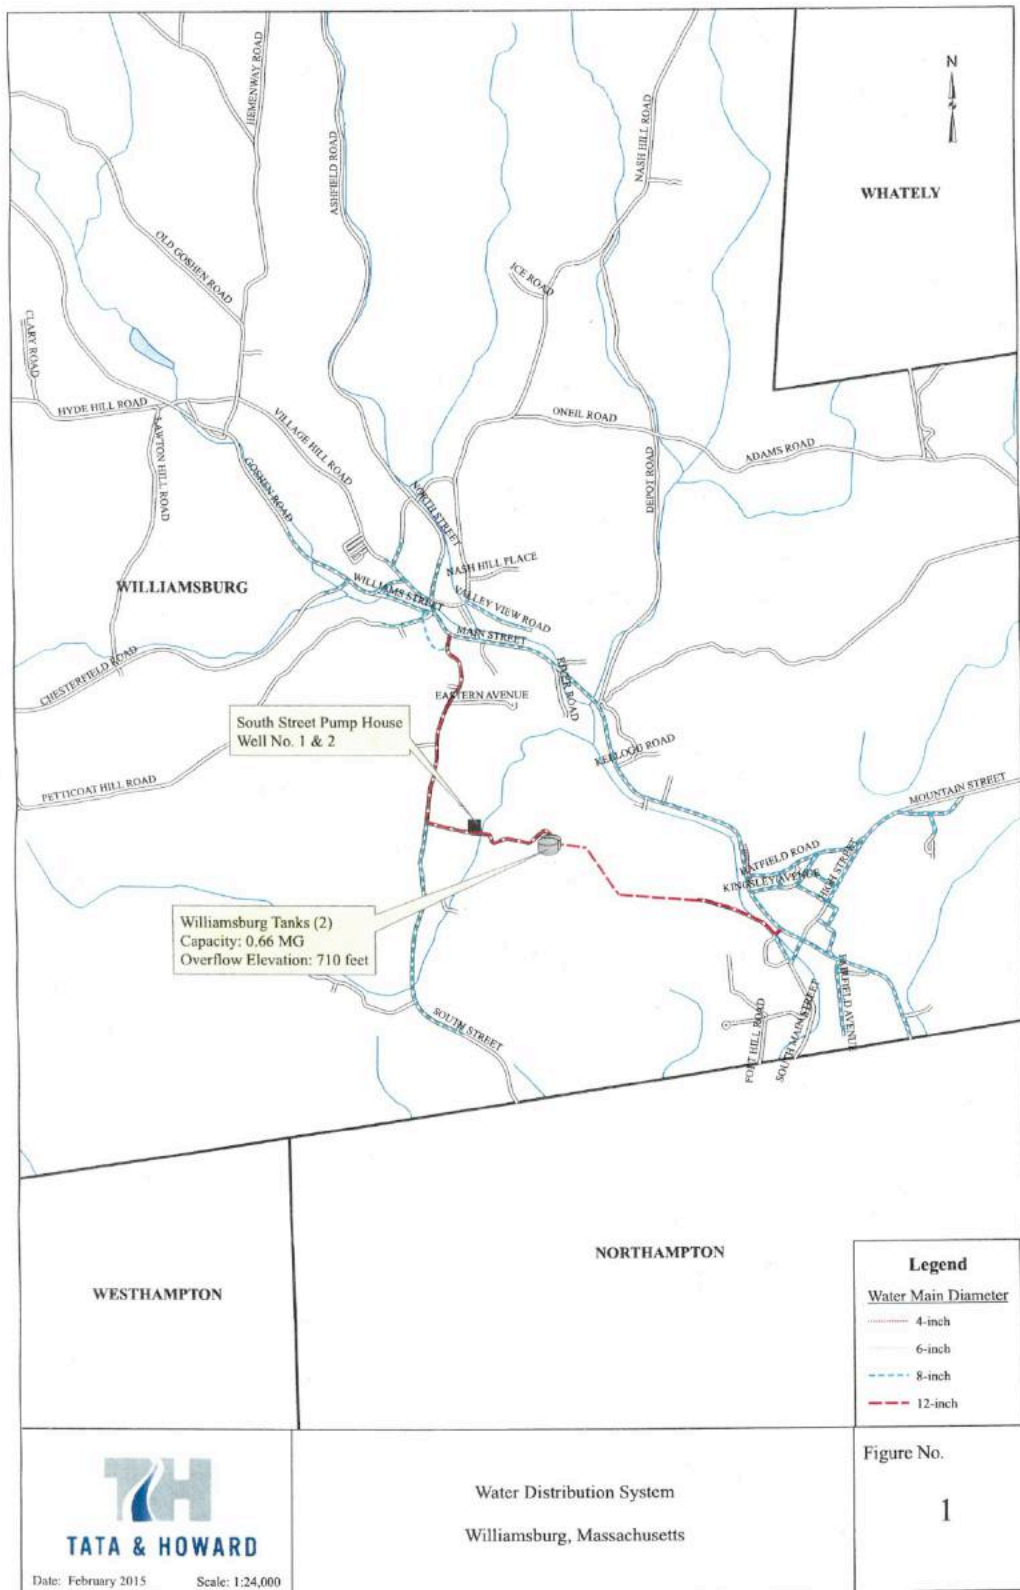 N
WHATELY
HEMENWAY ROAD
ASHFIELD ROAD
NASH HILL ROAD
OLD GOSHEN ROAD
ICE ROAD
CLARY ROAD
HYDE HILL ROAD
LAWTON HILL ROAD
VILLAGE HILL ROAD
GOSHEN ROAD
NORTH STREET
ONEIL ROAD
ADAMS ROAD
DEPOT ROAD
NASH HILL PLACE
WILLIAMSBURG
WILLIAMS STREET
VALLEY VIEW ROAD
MAIN STREET
CHESTERFIELD ROAD
EASTERN AVENUE
KELLOGG ROAD
South Street Pump House
Well No. 1 & 2
PETTICOAT HILL ROAD
MOUNTAIN STREET
HATFIELD ROAD
KINGSLEY AVENUE
HIGH STREET
Williamsburg Tanks (2)
Capacity: 0.66 MG
Overflow Elevation: 710 feet
SOUTH STREET
FORT HILL ROAD
SOUTH MAIN STREET
FAIRFIELD AVENUE
WESTHAMPTON
NORTHAMPTON
Legend
Water Main Diameter
4-inch
6-inch
8-inch
12-inch
TH
TATA & HOWARD
Date: February 2015 Scale: 1:24,000
Water Distribution System
Williamsburg, Massachusetts
Figure No.
1